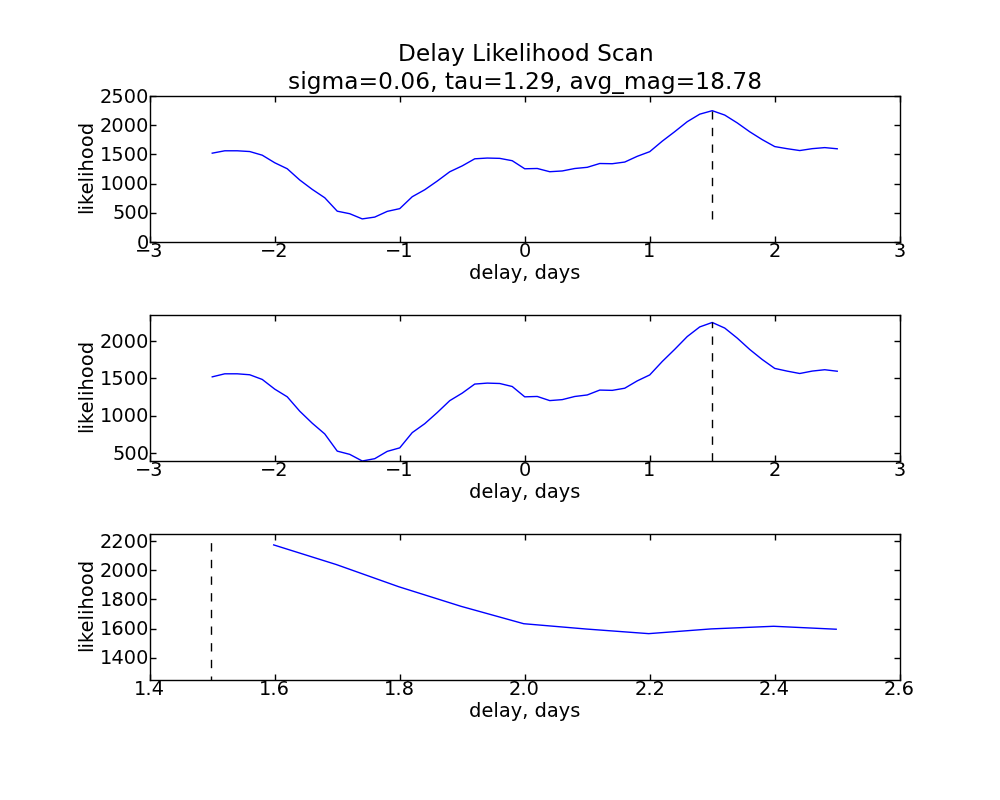 Delay Likelihood Scan
sigma=0.06, tau=1.29, avg_mag=18.78
likelihood
2500
2000
1500
1000
500
0
−3 −2 −1 0 1 2 3
delay, days
likelihood
2000
1500
1000
500
−3 −2 −1 0 1 2 3
delay, days
likelihood
2200
2000
1800
1600
1400
1.4 1.6 1.8 2.0 2.2 2.4 2.6
delay, days